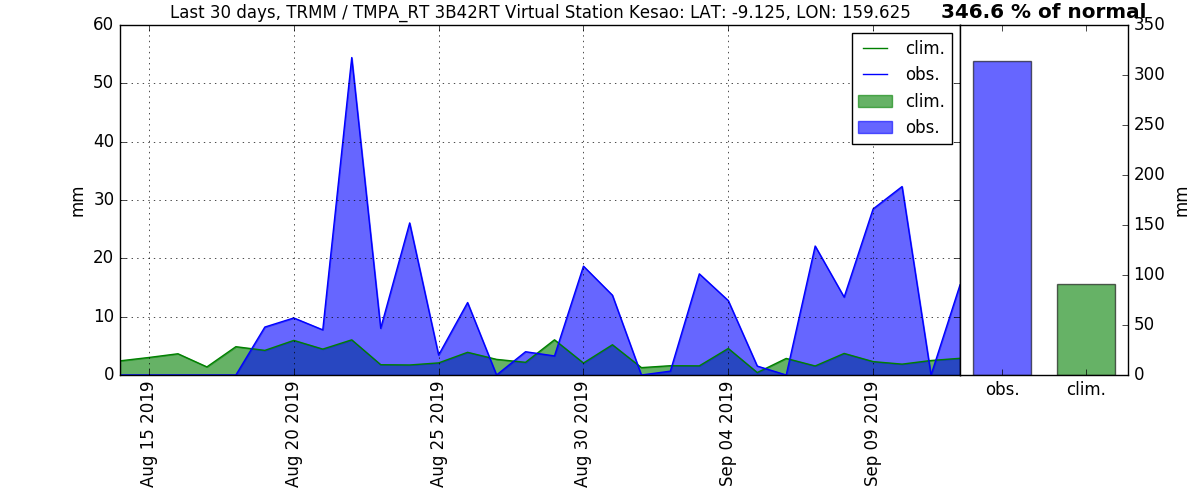 Last 30 days, TRMM / TMPA_RT 3B42RT Virtual Station Kesao: LAT: -9.125, LON: 159.625
346.6 % of normal
60
50
40
30
20
10
0
mm
clim.
obs.
clim.
obs.
Aug 15 2019
Aug 20 2019
Aug 25 2019
Aug 30 2019
Sep 04 2019
Sep 09 2019
350
300
250
200
150
100
50
0
mm
obs.
clim.